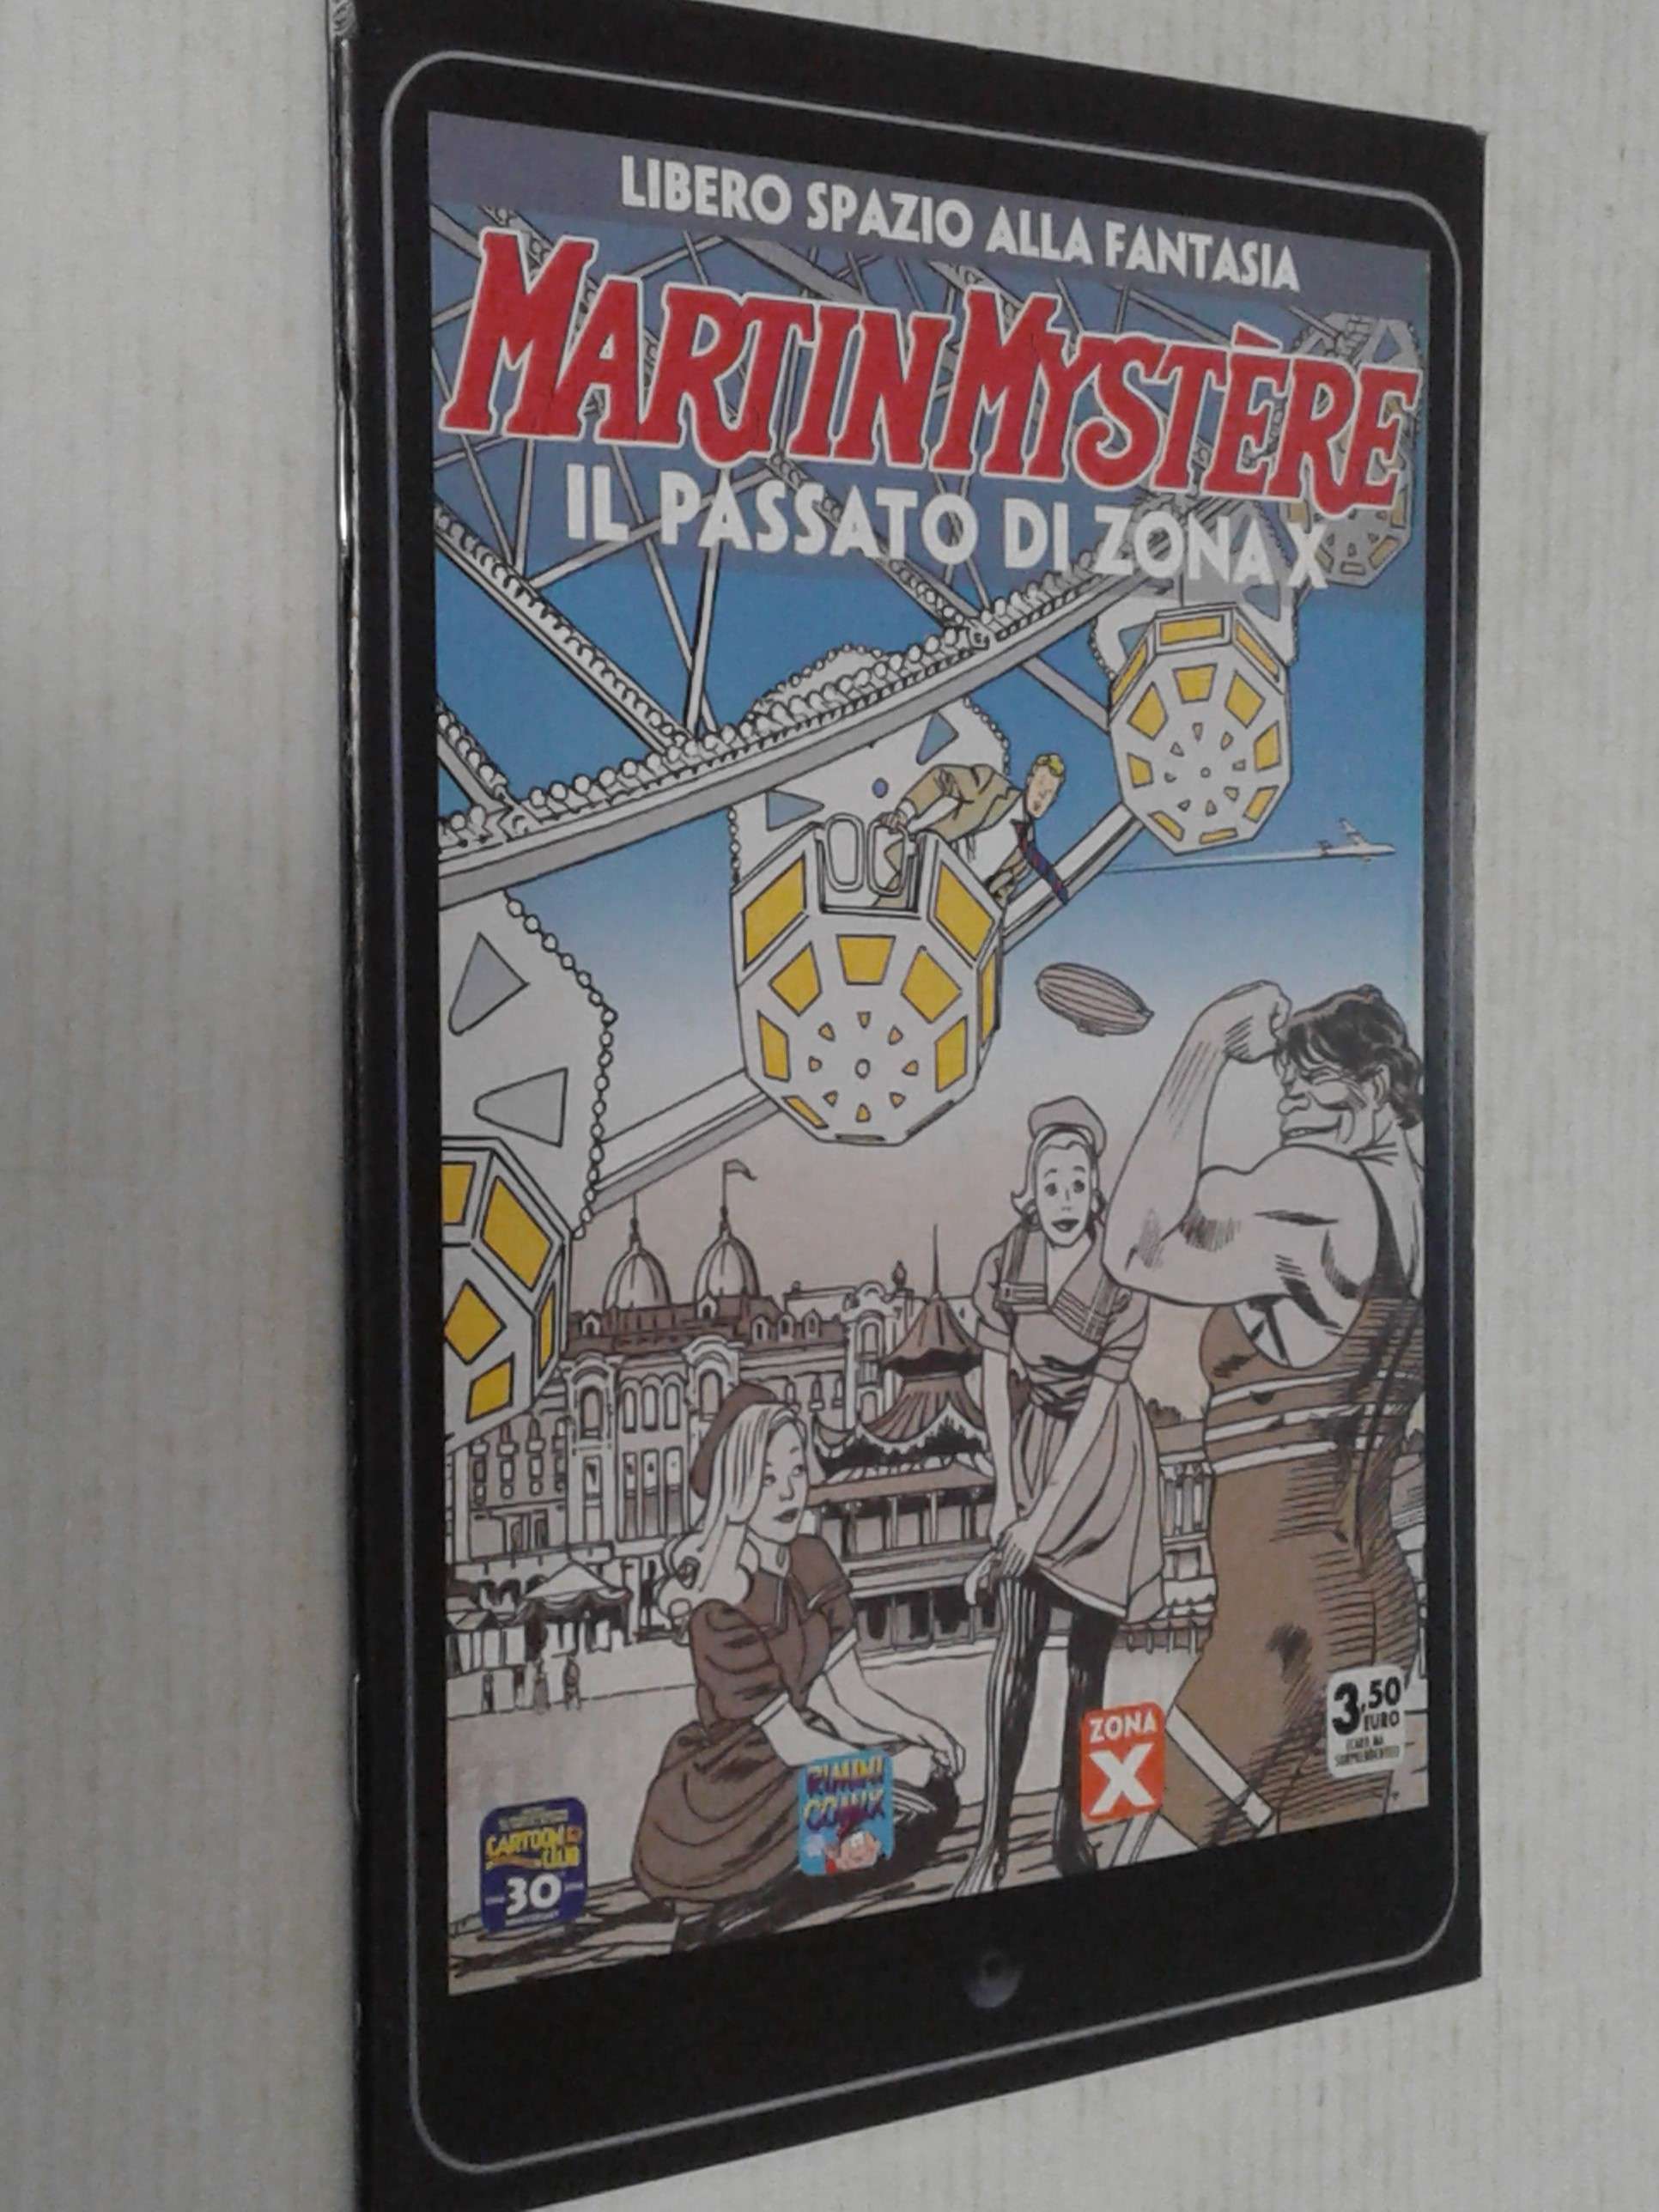 LIBERO SPAZIO ALLA FANTASIA
MARTIN MYSTÈRE
IL PASSATO DI ZONA X
3,50
EURO
ZONA
X
RIMINI
COMIX
CARTOON
CLUB
30